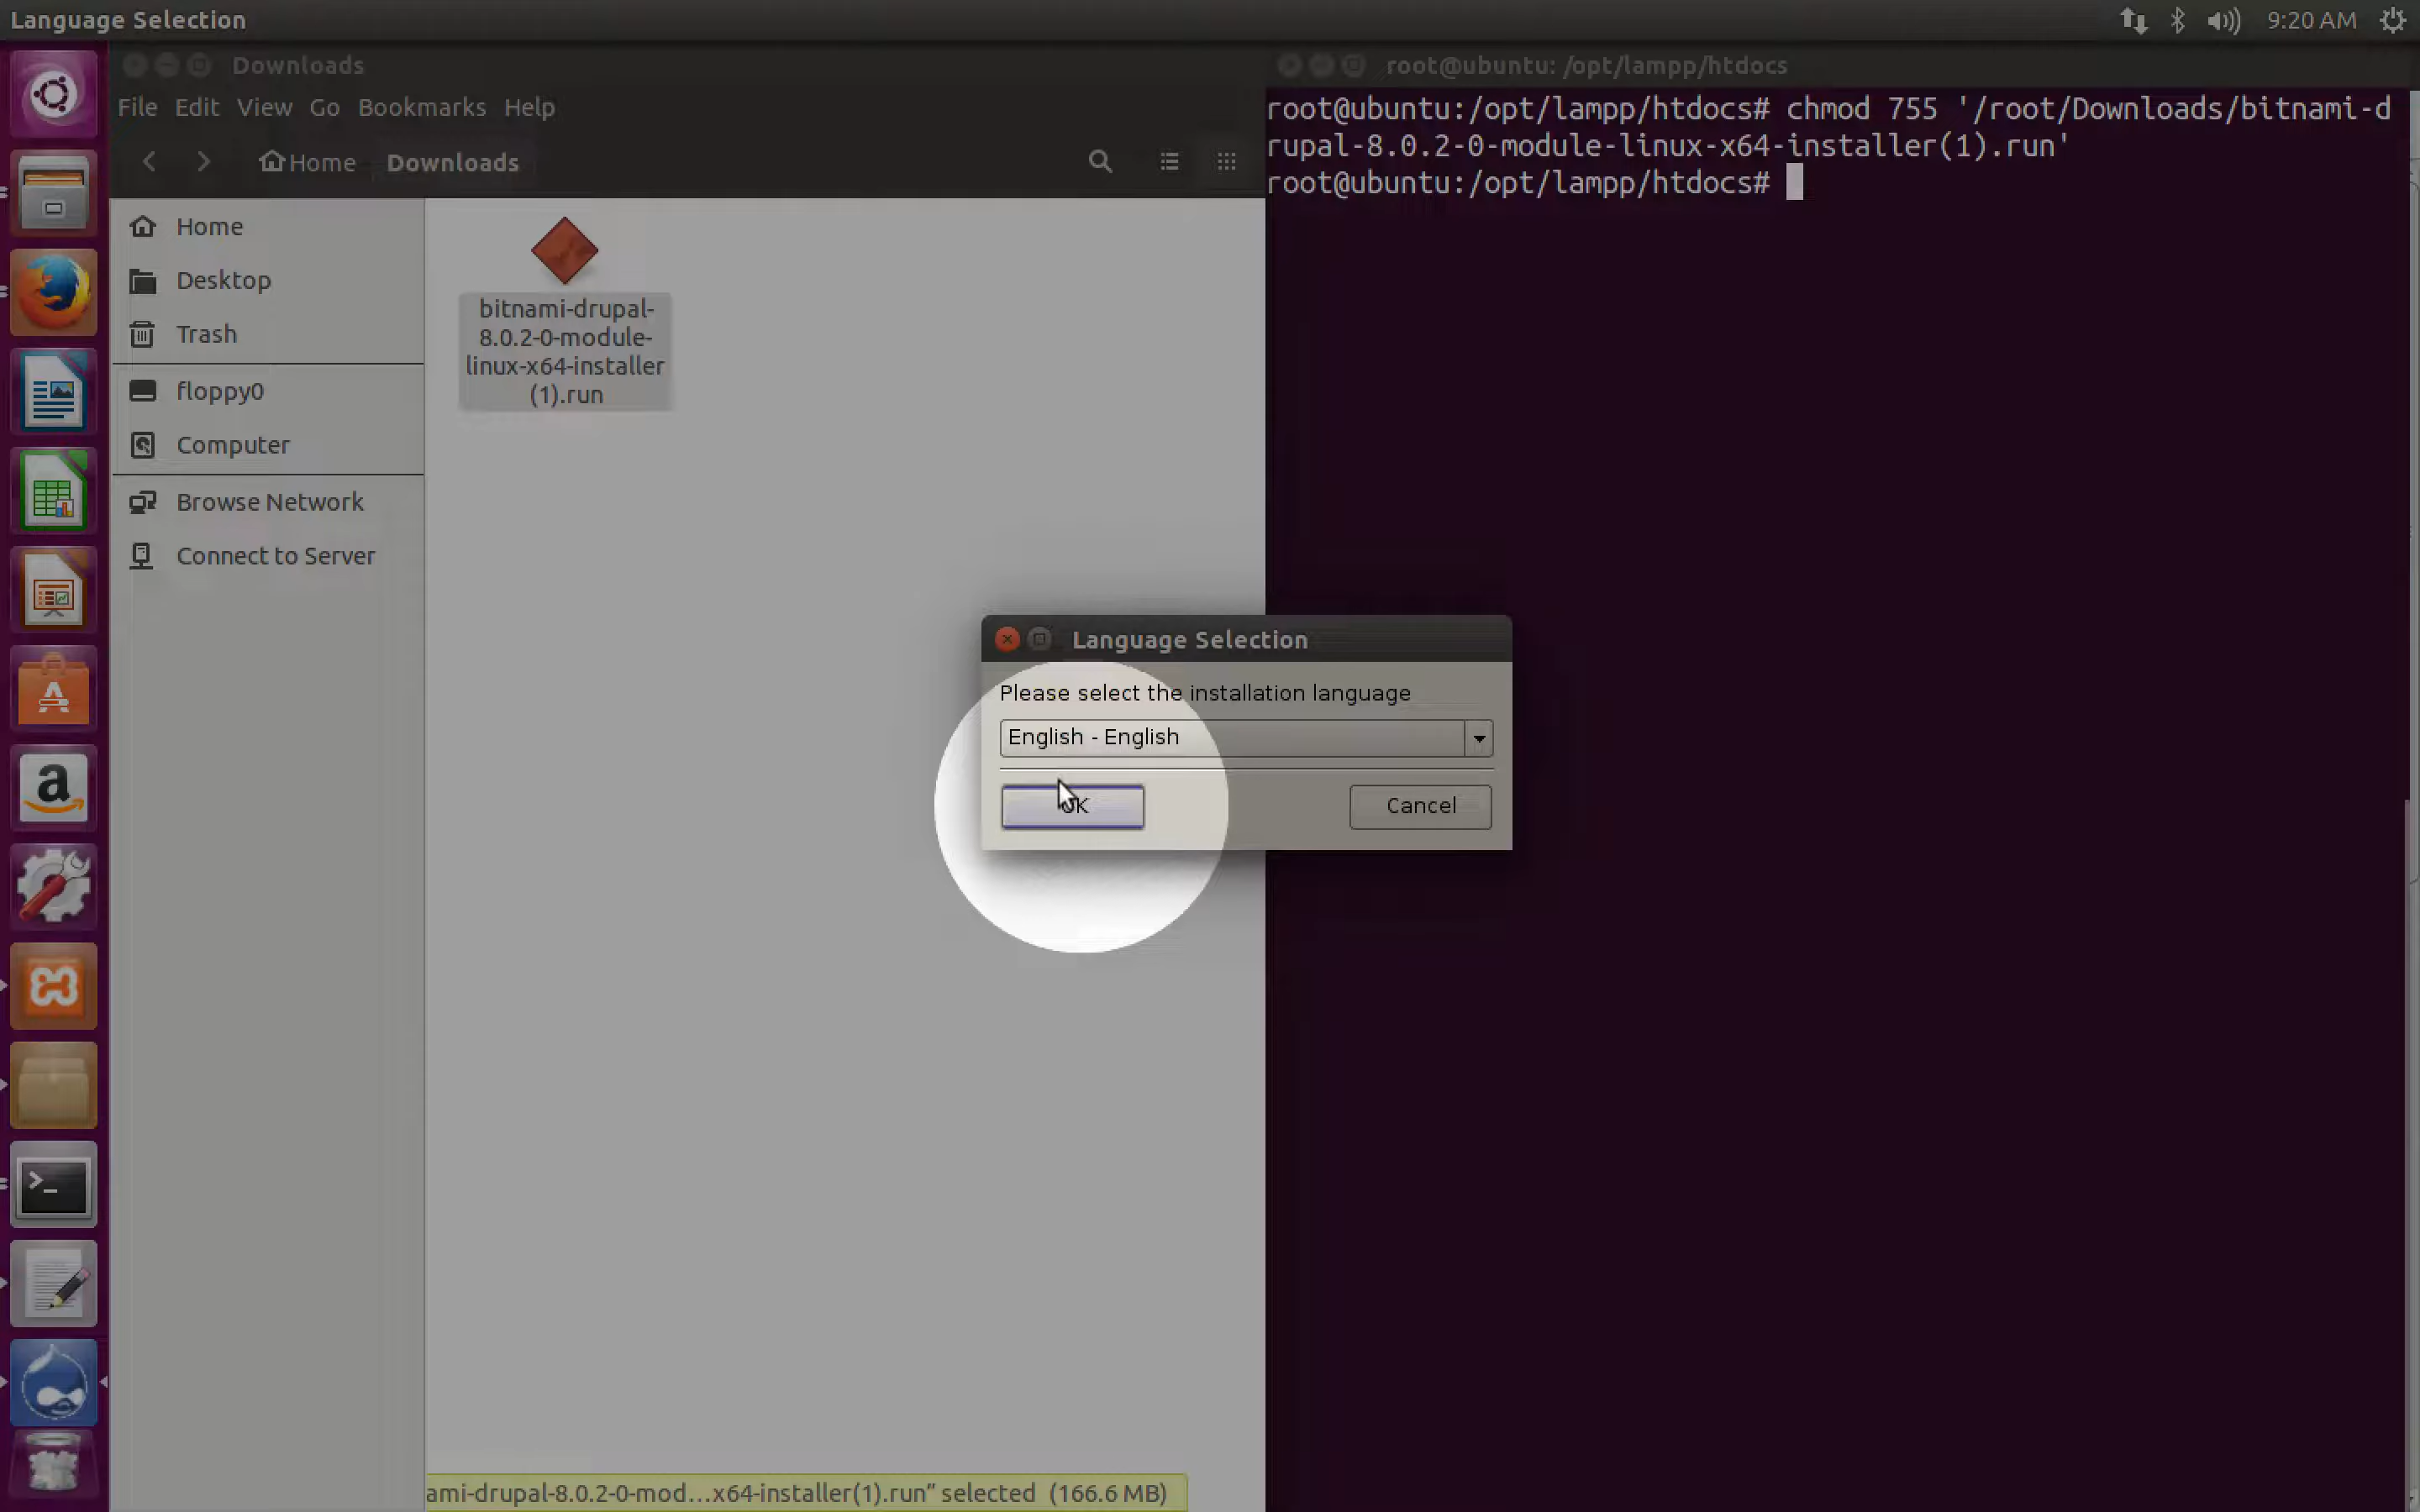 Language Selection
9:20 AM
Downloads
File Edit View Go Bookmarks Help
Home Downloads
Home
Desktop
Trash
floppy0
Computer
Browse Network
Connect to Server
bitnami-drupal-
8.0.2-0-module-
linux-x64-installer
(1).run
ami-drupal-8.0.2-0-mod…x64-installer(1).run” selected (166.6 MB)
root@ubuntu: /opt/lampp/htdocs
root@ubuntu:/opt/lampp/htdocs# chmod 755 '/root/Downloads/bitnami-d
rupal-8.0.2-0-module-linux-x64-installer(1).run'
root@ubuntu:/opt/lampp/htdocs#
Language Selection
Please select the installation language
English - English
OK
Cancel